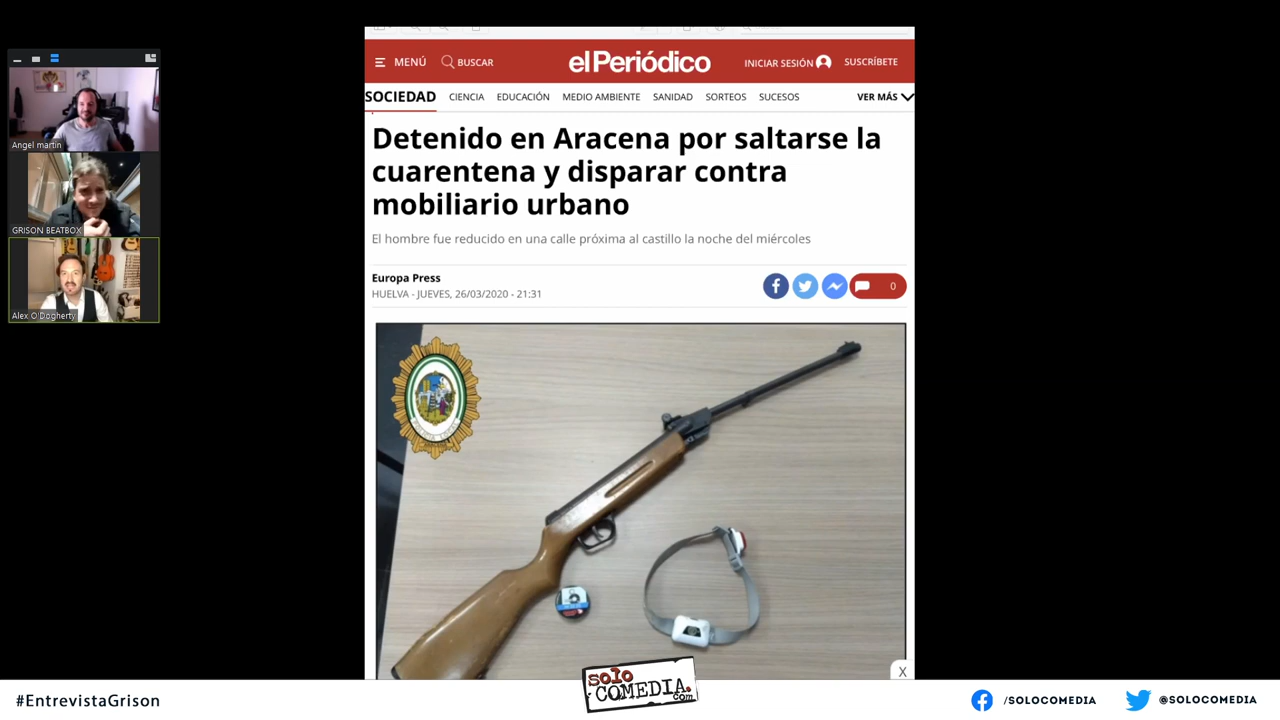 Angel martin
GRISON BEATBOX
Alex O'Dogherty
MENÚ
BUSCAR
el Periódico
INICIAR SESIÓN
SUSCRÍBETE
SOCIEDAD
CIENCIA
EDUCACIÓN
MEDIO AMBIENTE
SANIDAD
SORTEOS
SUCESOS
VER MÁS
Detenido en Aracena por saltarse la
cuarentena y disparar contra
mobiliario urbano
El hombre fue reducido en una calle próxima al castillo la noche del miércoles
Europa Press
HUELVA - JUEVES, 26/03/2020 - 21:31
0
X
SOLO
COMEDIA.
com
#EntrevistaGrison
/SOLOCOMEDIA
@SOLOCOMEDIA